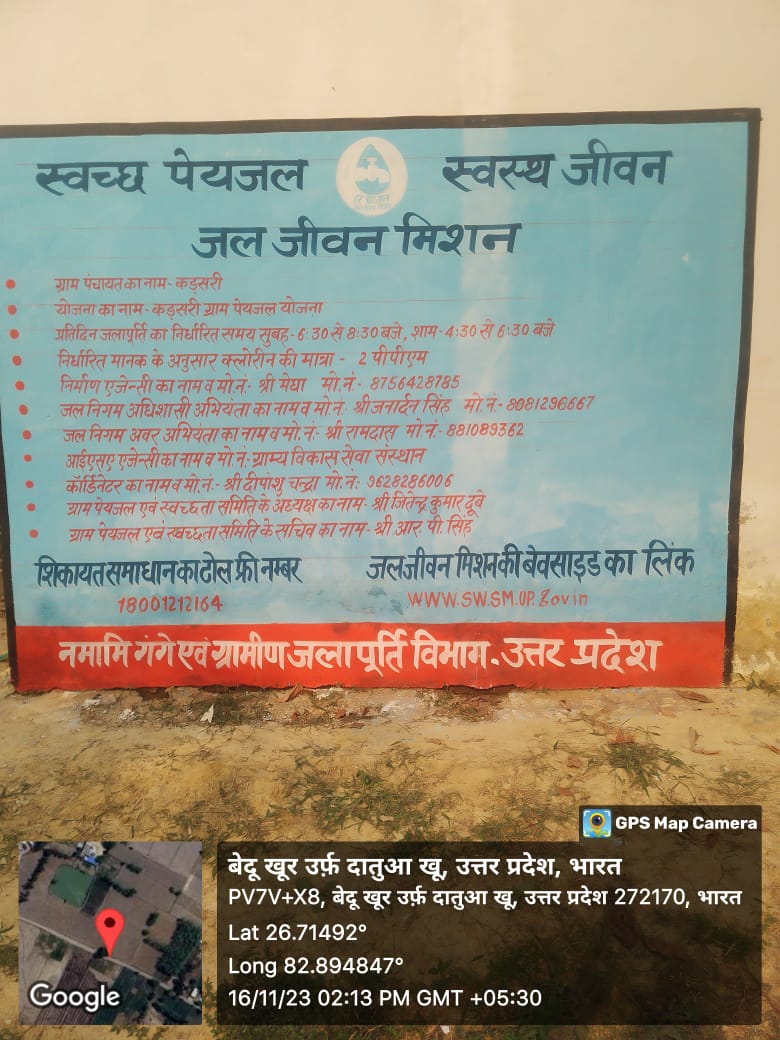 स्वच्छ पेयजल स्वस्थ जीवन
जल जीवन मिशन
ग्राम पंचायत का नाम- कड़सरी
योजना का नाम- कड़सरी ग्राम पेयजल योजना
प्रतिदिन जलापूर्ति का निर्धारित समय सुबह- 6:30 से 8:30 बजे, शाम- 4:30 से 6:30 बजे
निर्धारित मानक के अनुसार क्लोरीन की मात्रा - 2 पीपीएम
निर्माण एजेन्सी का नाम व मो.नं:- श्री मेघा मो.नं- 8756428785
जल निगम अधिशासी अभियंता का नाम व मो.नं- श्री जनार्दन सिंह मो.नं- 8081296667
जल निगम अवर अभियंता का नाम व मो.नं- श्री रामदास मो.नं- 881089362
आईएसए एजेन्सी का नाम व मो.नं:- ग्राम्य विकास सेवा संस्थान
कॉर्डिनेटर का नाम व मो.नं.- श्री दीपांशु चन्द्रा मो.नं: 9628286006
ग्राम पेयजल एवं स्वच्छता समिति के अध्यक्ष का नाम- श्री जितेन्द्र कुमार दूबे
ग्राम पेयजल एवं स्वच्छता समिति के सचिव का नाम- श्री आर. पी. सिंह
शिकायत समाधान का टोल फ्री नम्बर जल जीवन मिशन की बेवसाइड का लिंक
18001212164 WWW.SWSM.UP.gov.in
नमामि गंगे एवं ग्रामीण जलापूर्ति विभाग. उत्तर प्रदेश
GPS Map Camera
बेदू खूर उर्फ़ दातुआ खू, उत्तर प्रदेश, भारत
PV7V+X8, बेदू खूर उर्फ़ दातुआ खू, उत्तर प्रदेश 272170, भारत
Lat 26.71492°
Long 82.894847°
16/11/23 02:13 PM GMT +05:30
Google